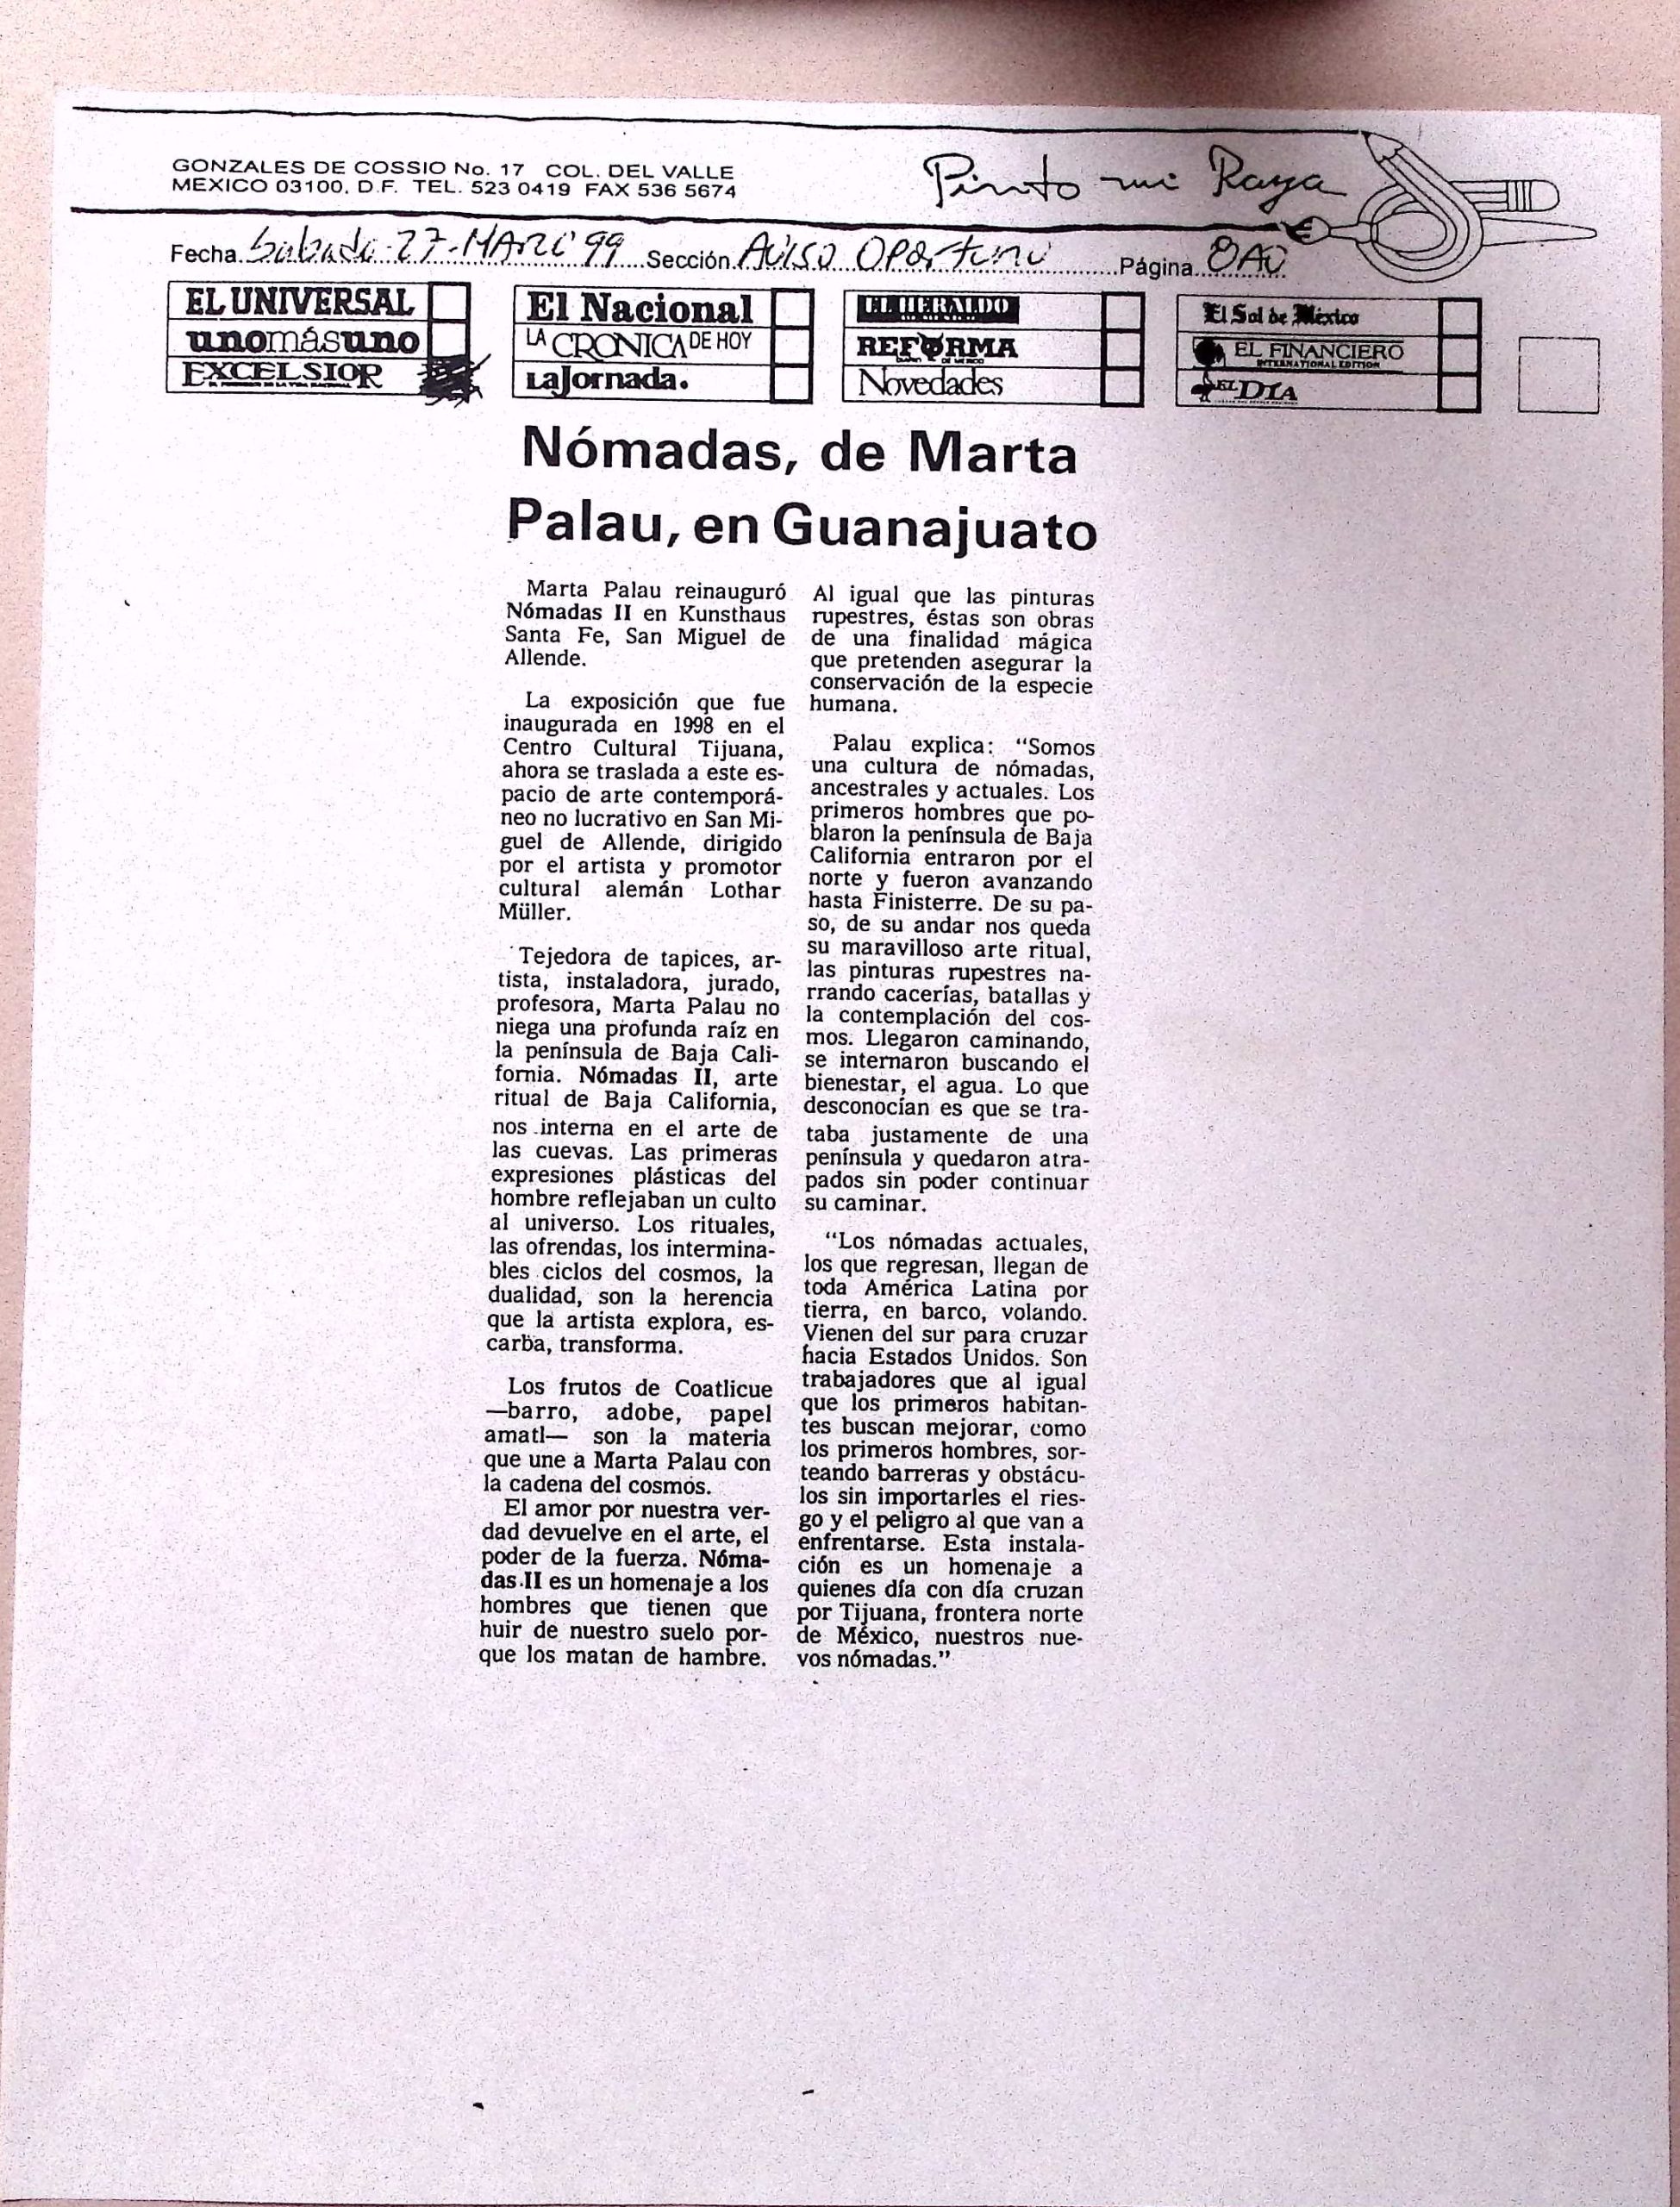 GONZALES DE COSSIO No. 17 COL. DEL VALLE
MEXICO 03100, D.F. TEL. 523 0419 FAX 536 5674
Pinto mi Raya
Fecha Sabado 27-MARZO 99 Sección Aviso Oportuno Página 8AO
EL UNIVERSAL
unomásuno
EXCELSIOR
El Nacional
LA CRONICA DE HOY
LaJornada.
EL HERALDO
REFORMA
Novedades
El Sol de México
EL FINANCIERO
INTERNATIONAL EDITION
EL DÍA
Nómadas, de Marta
Palau, en Guanajuato
Marta Palau reinauguró
Nómadas II en Kunsthaus
Santa Fe, San Miguel de
Allende.
La exposición que fue
inaugurada en 1998 en el
Centro Cultural Tijuana,
ahora se traslada a este es-
pacio de arte contemporá-
neo no lucrativo en San Mi-
guel de Allende, dirigido
por el artista y promotor
cultural alemán Lothar
Müller.
Tejedora de tapices, ar-
tista, instaladora, jurado,
profesora, Marta Palau no
niega una profunda raíz en
la península de Baja Cali-
fornia. Nómadas II, arte
ritual de Baja California,
nos interna en el arte de
las cuevas. Las primeras
expresiones plásticas del
hombre reflejaban un culto
al universo. Los rituales,
las ofrendas, los intermina-
bles ciclos del cosmos, la
dualidad, son la herencia
que la artista explora, es-
carba, transforma.
Los frutos de Coatlicue
—barro, adobe, papel
amatl— son la materia
que une a Marta Palau con
la cadena del cosmos.
El amor por nuestra ver-
dad devuelve en el arte, el
poder de la fuerza. Nóma-
das II es un homenaje a los
hombres que tienen que
huir de nuestro suelo por-
que los matan de hambre.
Al igual que las pinturas
rupestres, éstas son obras
de una finalidad mágica
que pretenden asegurar la
conservación de la especie
humana.
Palau explica: “Somos
una cultura de nómadas,
ancestrales y actuales. Los
primeros hombres que po-
blaron la península de Baja
California entraron por el
norte y fueron avanzando
hasta Finisterre. De su pa-
so, de su andar nos queda
su maravilloso arte ritual,
las pinturas rupestres na-
rrando cacerías, batallas y
la contemplación del cos-
mos. Llegaron caminando,
se internaron buscando el
bienestar, el agua. Lo que
desconocían es que se tra-
taba justamente de una
península y quedaron atra-
pados sin poder continuar
su caminar.
“Los nómadas actuales,
los que regresan, llegan de
toda América Latina por
tierra, en barco, volando.
Vienen del sur para cruzar
hacia Estados Unidos. Son
trabajadores que al igual
que los primeros habitan-
tes buscan mejorar, como
los primeros hombres, sor-
teando barreras y obstácu-
los sin importarles el ries-
go y el peligro al que van a
enfrentarse. Esta instala-
ción es un homenaje a
quienes día con día cruzan
por Tijuana, frontera norte
de México, nuestros nue-
vos nómadas.”